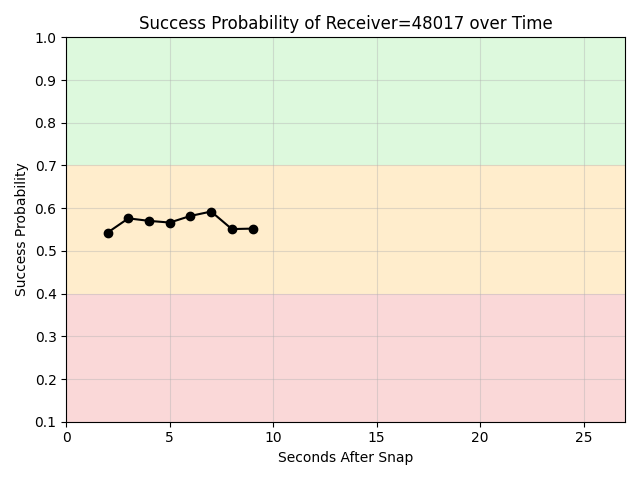 Success Probability of Receiver=48017 over Time
1.0
0.9
0.8
0.7
0.6
0.5
0.4
0.3
0.2
0.1
Success Probability
0 5 10 15 20 25
Seconds After Snap